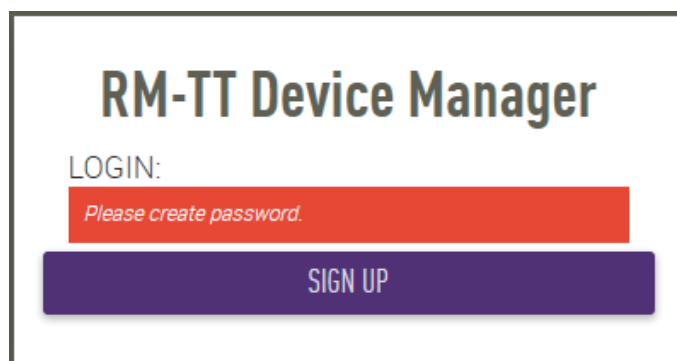 RM-TT Device Manager
LOGIN:
Please create password.
SIGN UP